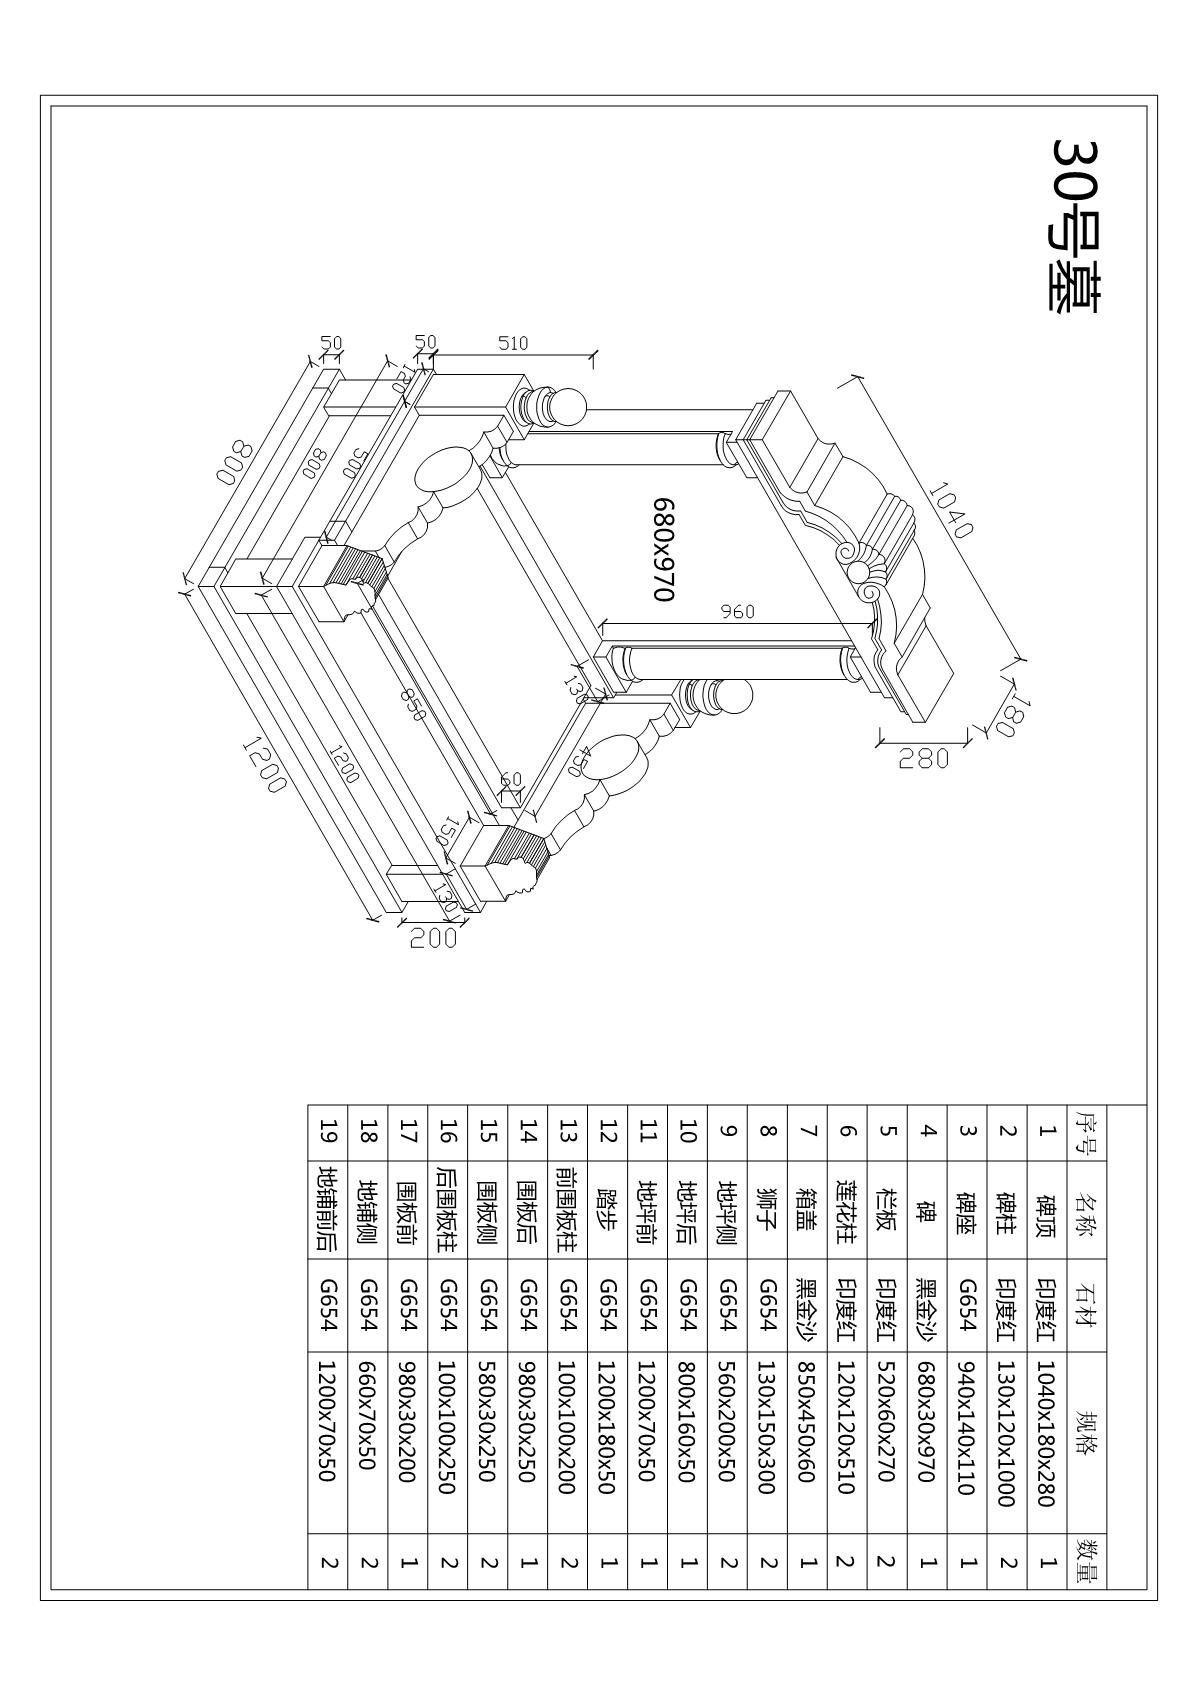 30号墓
1040
180
280
960
680x970
510
50
50
120
500
800
800
130
450
60
850
150
130
1200
1200
200
序号 名称 石材 规格 数量
1 碑顶 印度红 1040x180x280 1
2 碑柱 印度红 130x120x1000 2
3 碑座 G654 940x140x110 1
4 碑 黑金沙 680x30x970 1
5 栏板 印度红 520x60x270 2
6 莲花柱 印度红 120x120x510 2
7 箱盖 黑金沙 850x450x60 1
8 狮子 G654 130x150x300 2
9 地坪侧 G654 560x200x50 2
10 地坪后 G654 800x160x50 1
11 地坪前 G654 1200x70x50 1
12 踏步 G654 1200x180x50 1
13 前围板柱 G654 100x100x200 2
14 围板后 G654 980x30x250 1
15 围板侧 G654 580x30x250 2
16 后围板柱 G654 100x100x250 2
17 围板前 G654 980x30x200 1
18 地铺侧 G654 660x70x50 2
19 地铺前后 G654 1200x70x50 2